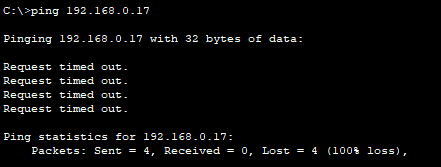 C:\>ping 192.168.0.17
Pinging 192.168.0.17 with 32 bytes of data:
Request timed out.
Request timed out.
Request timed out.
Request timed out.
Ping statistics for 192.168.0.17:
Packets: Sent = 4, Received = 0, Lost = 4 (100% loss),